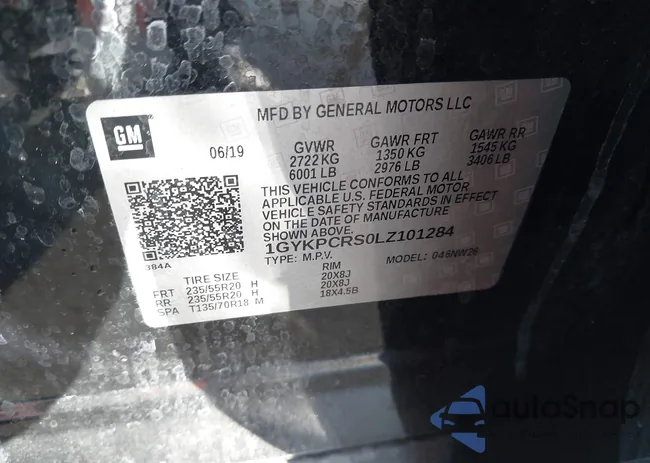 GM
MFD BY GENERAL MOTORS LLC
06/19
GVWR GAWR FRT GAWR RR
2722 KG 1350 KG 1545 KG
6001 LB 2976 LB 3406 LB
THIS VEHICLE CONFORMS TO ALL
APPLICABLE U.S. FEDERAL MOTOR
VEHICLE SAFETY STANDARDS IN EFFECT
ON THE DATE OF MANUFACTURE
SHOWN ABOVE.
1GYKPCRS0LZ101284
TYPE: M.P.V. MODEL: 046NW26
384A
TIRE SIZE RIM
FRT 235/55R20 H 20X8J
RR 235/55R20 H 20X8J
SPA T135/70R18 M 18X4.5B
autoSnap